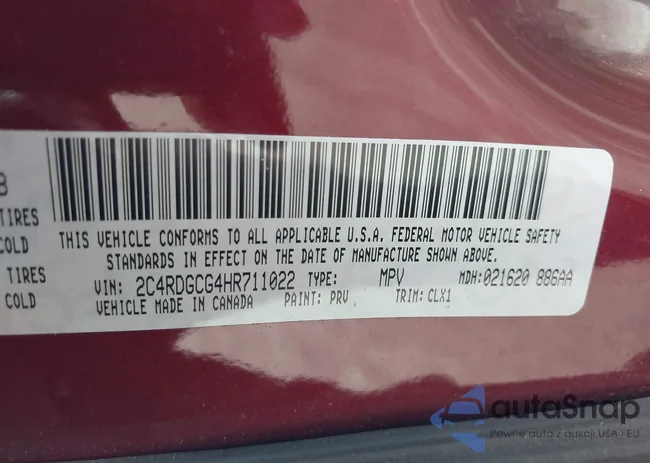 8
TIRES
COLD
TIRES
COLD
THIS VEHICLE CONFORMS TO ALL APPLICABLE U.S.A. FEDERAL MOTOR VEHICLE SAFETY
STANDARDS IN EFFECT ON THE DATE OF MANUFACTURE SHOWN ABOVE.
VIN: 2C4RDGCG4HR711022 TYPE: MPV MDH:021620 886AA
VEHICLE MADE IN CANADA PAINT: PRV TRIM: CLX1
autoSnap
Pewne auta z aukcji USA i EU